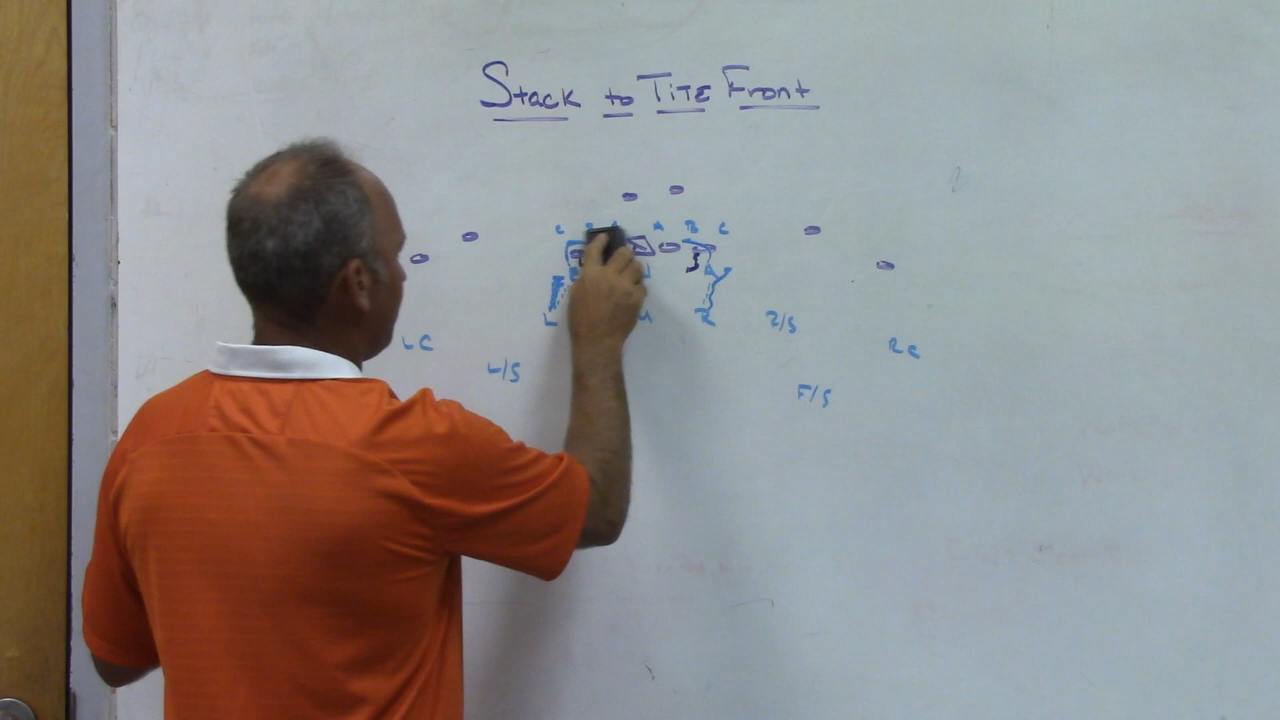 Stack to TITE Front
C A B C
L R R/S
LC RC
L/S
F/S